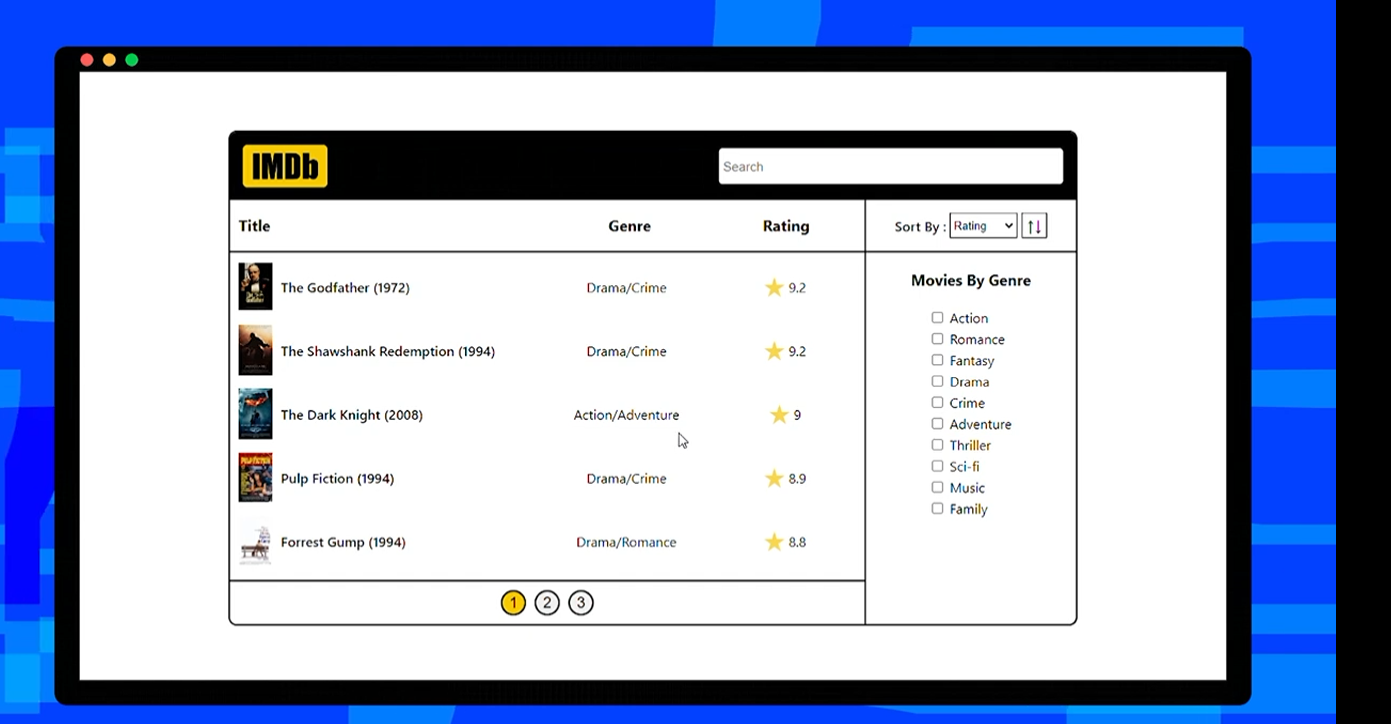 IMDb
Search
Title Genre Rating
Sort By : Rating ↑↓
The Godfather (1972) Drama/Crime 9.2
The Shawshank Redemption (1994) Drama/Crime 9.2
The Dark Knight (2008) Action/Adventure 9
Pulp Fiction (1994) Drama/Crime 8.9
Forrest Gump (1994) Drama/Romance 8.8
1 2 3
Movies By Genre
Action
Romance
Fantasy
Drama
Crime
Adventure
Thriller
Sci-fi
Music
Family